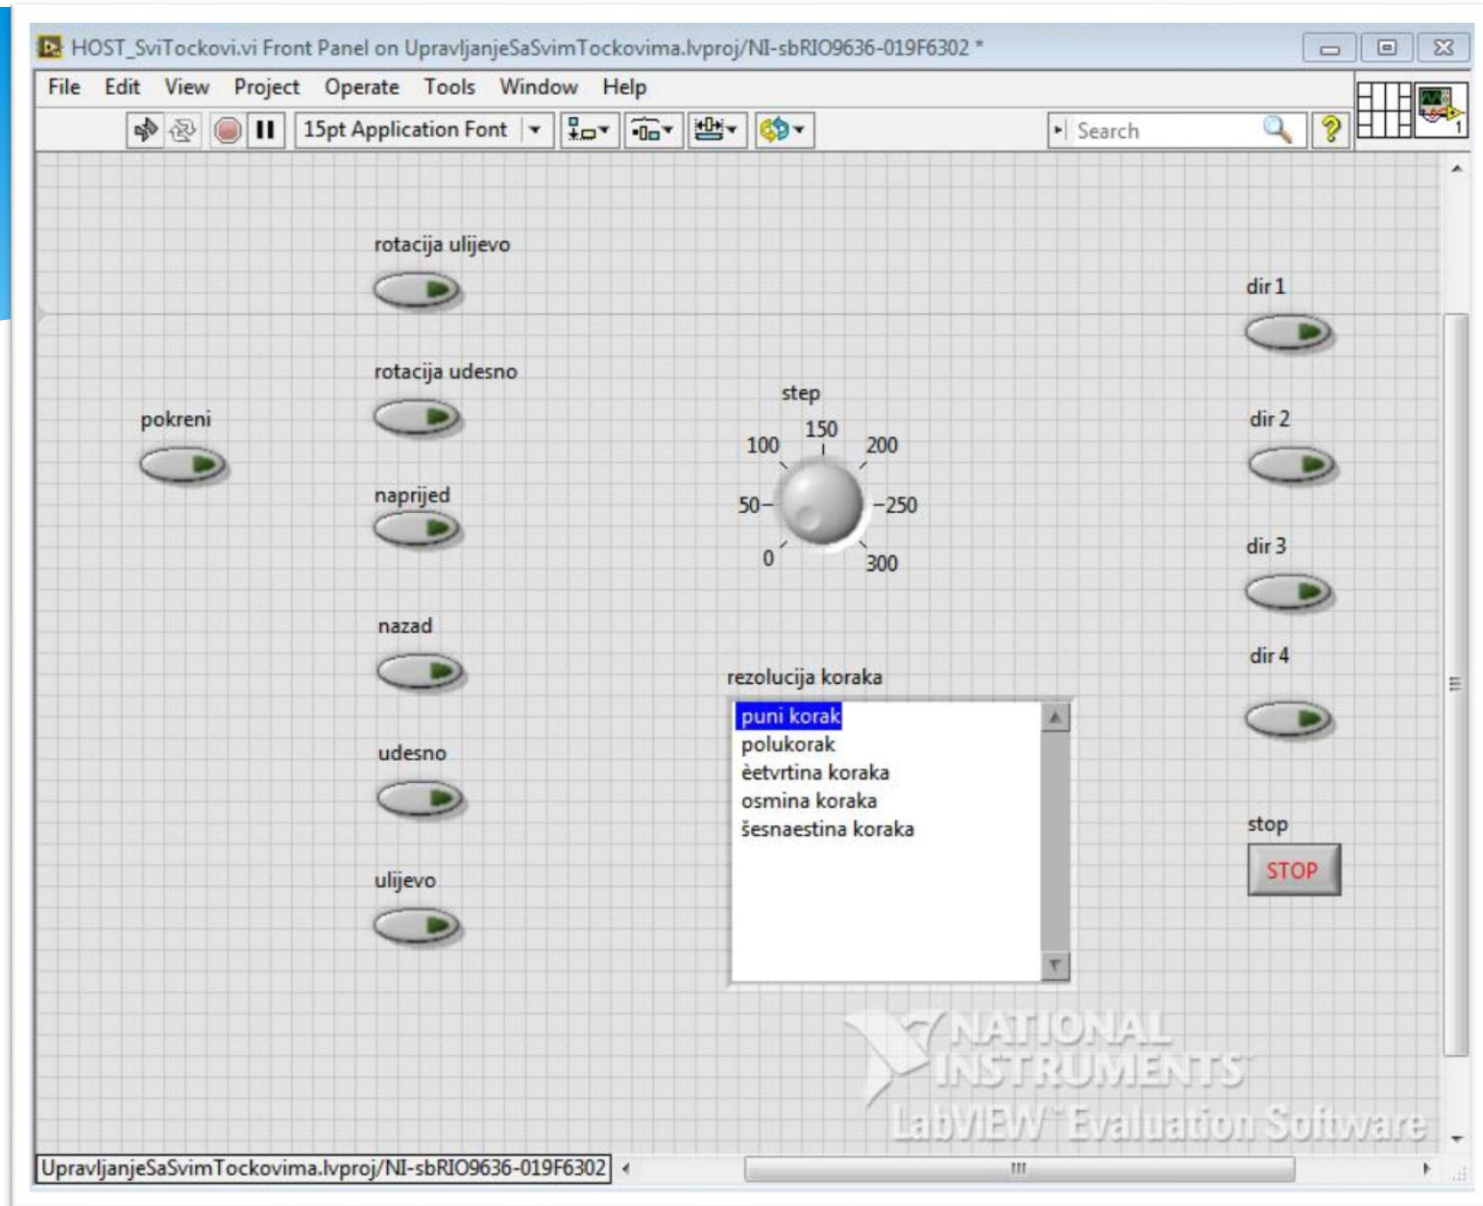 HOST_SviTockovi.vi Front Panel on UpravljanjeSaSvimTockovima.lvproj/NI-sbRIO9636-019F6302 *
File Edit View Project Operate Tools Window Help
15pt Application Font
Search
1
rotacija ulijevo
dir 1
rotacija udesno
step
pokreni
dir 2
150
100
200
naprijed
50
250
dir 3
0
300
nazad
dir 4
rezolucija koraka
puni korak
polukorak
èetvrtina koraka
osmina koraka
šesnaestina koraka
udesno
stop
STOP
ulijevo
NATIONAL
INSTRUMENTS
LabVIEW™ Evaluation Software
UpravljanjeSaSvimTockovima.lvproj/NI-sbRIO9636-019F6302